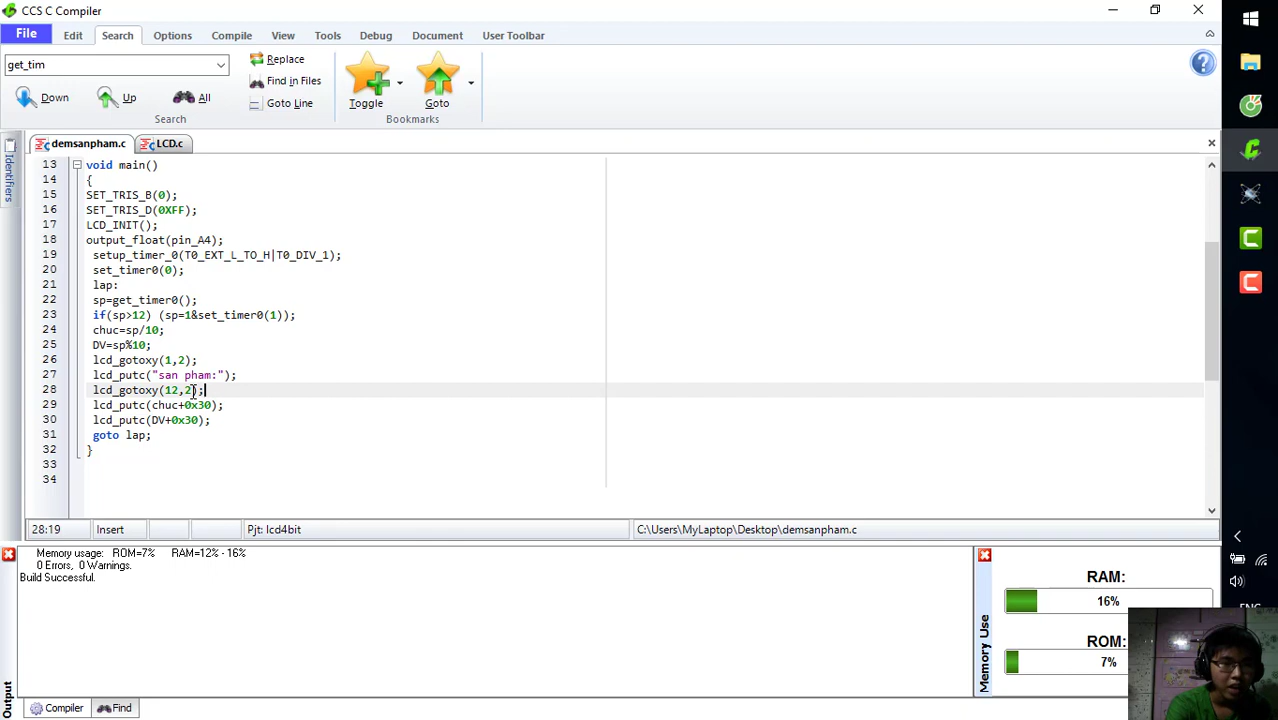 CCS C Compiler
File Edit Search Options Compile View Tools Debug Document User Toolbar
get_tim
Replace
Find in Files
Down Up All Goto Line
Toggle Goto
Search Bookmarks
demsanpham.c LCD.c
Identifiers
13 void main()
14 {
15 SET_TRIS_B(0);
16 SET_TRIS_D(0XFF);
17 LCD_INIT();
18 output_float(pin_A4);
19 setup_timer_0(T0_EXT_L_TO_H|T0_DIV_1);
20 set_timer0(0);
21 lap:
22 sp=get_timer0();
23 if(sp>12) (sp=1&set_timer0(1));
24 chuc=sp/10;
25 DV=sp%10;
26 lcd_gotoxy(1,2);
27 lcd_putc("san pham:");
28 lcd_gotoxy(12,2);
29 lcd_putc(chuc+0x30);
30 lcd_putc(DV+0x30);
31 goto lap;
32 }
33
34
28:19 Insert Pjt: lcd4bit C:\Users\MyLaptop\Desktop\demsanpham.c
Memory usage: ROM=7% RAM=12% - 16%
0 Errors, 0 Warnings.
Build Successful.
Output
Compiler Find
Memory Use
RAM:
16%
ROM:
7%